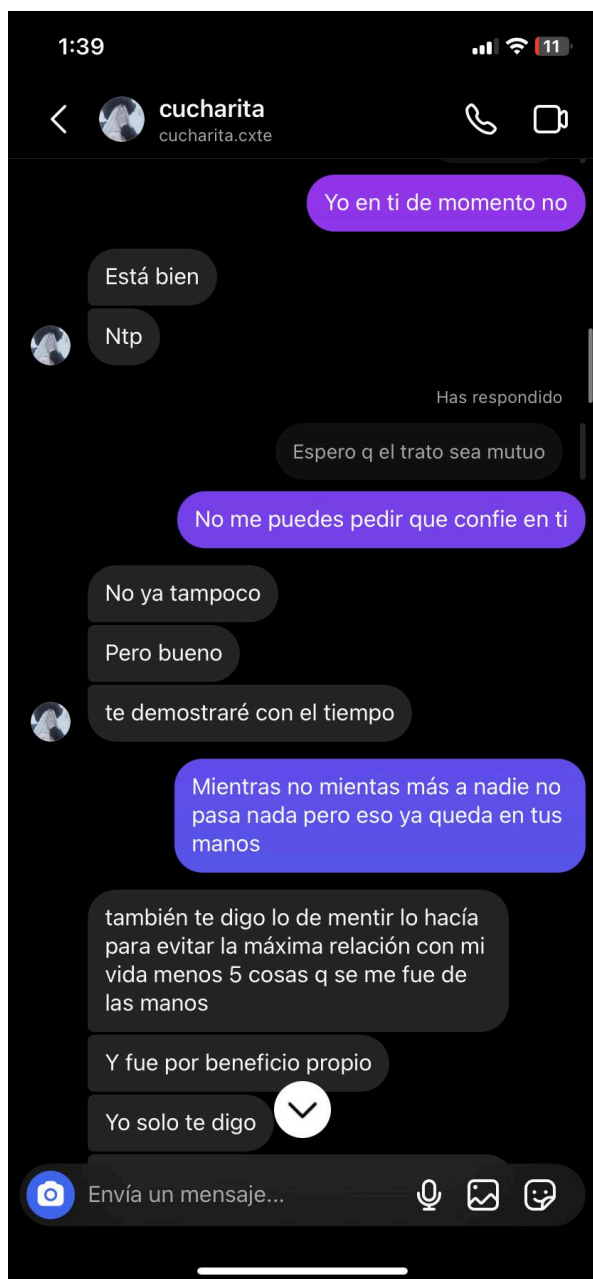 1:39
11
cucharita
cucharita.cxte
Yo en ti de momento no
Está bien
Ntp
Has respondido
Espero q el trato sea mutuo
No me puedes pedir que confie en ti
No ya tampoco
Pero bueno
te demostraré con el tiempo
Mientras no mientas más a nadie no
pasa nada pero eso ya queda en tus
manos
también te digo lo de mentir lo hacía
para evitar la máxima relación con mi
vida menos 5 cosas q se me fue de
las manos
Y fue por beneficio propio
Yo solo te digo
Envía un mensaje...